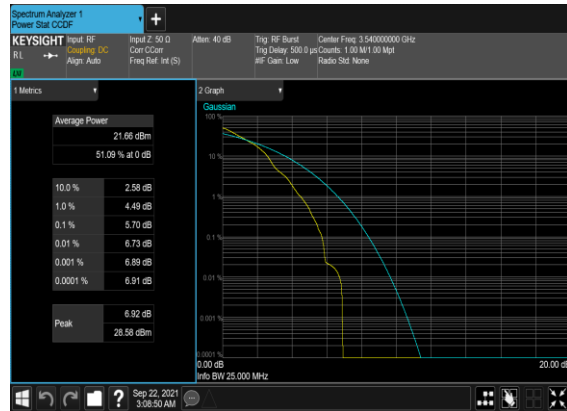 Spectrum Analyzer 1
Power Stat CCDF
KEYSIGHT
RL
Input: RF
Coupling: DC
Align: Auto
Input Z: 50 Ω
Corr CCorr
Freq Ref: Int (S)
Atten: 40 dB
Trig: RF Burst
Trig Delay: 500.0 µs
#IF Gain: Low
Center Freq: 3.540000000 GHz
Counts: 1.00 M/1.00 Mpt
Radio Std: None
1 Metrics
Average Power
21.66 dBm
51.09 % at 0 dB
10.0 % 2.58 dB
1.0 % 4.49 dB
0.1 % 5.70 dB
0.01 % 6.73 dB
0.001 % 6.89 dB
0.0001 % 6.91 dB
Peak
6.92 dB
28.58 dBm
2 Graph
Gaussian
100 %
10 %
1 %
0.1 %
0.01 %
0.001 %
0.0001 %
0.00 dB
20.00 dB
Info BW 25.000 MHz
?
Sep 22, 2021
3:08:50 AM